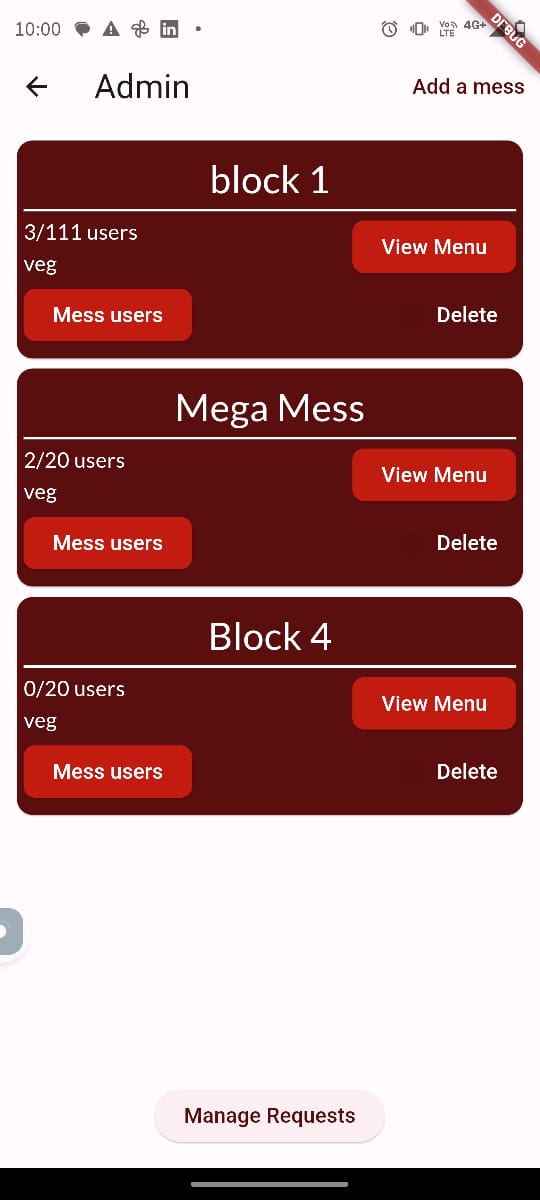 10:00
Vo))
LTE
4G+
DEBUG
Admin
Add a mess
block 1
3/111 users
View Menu
veg
Mess users
Delete
Mega Mess
2/20 users
View Menu
veg
Mess users
Delete
Block 4
0/20 users
View Menu
veg
Mess users
Delete
Manage Requests